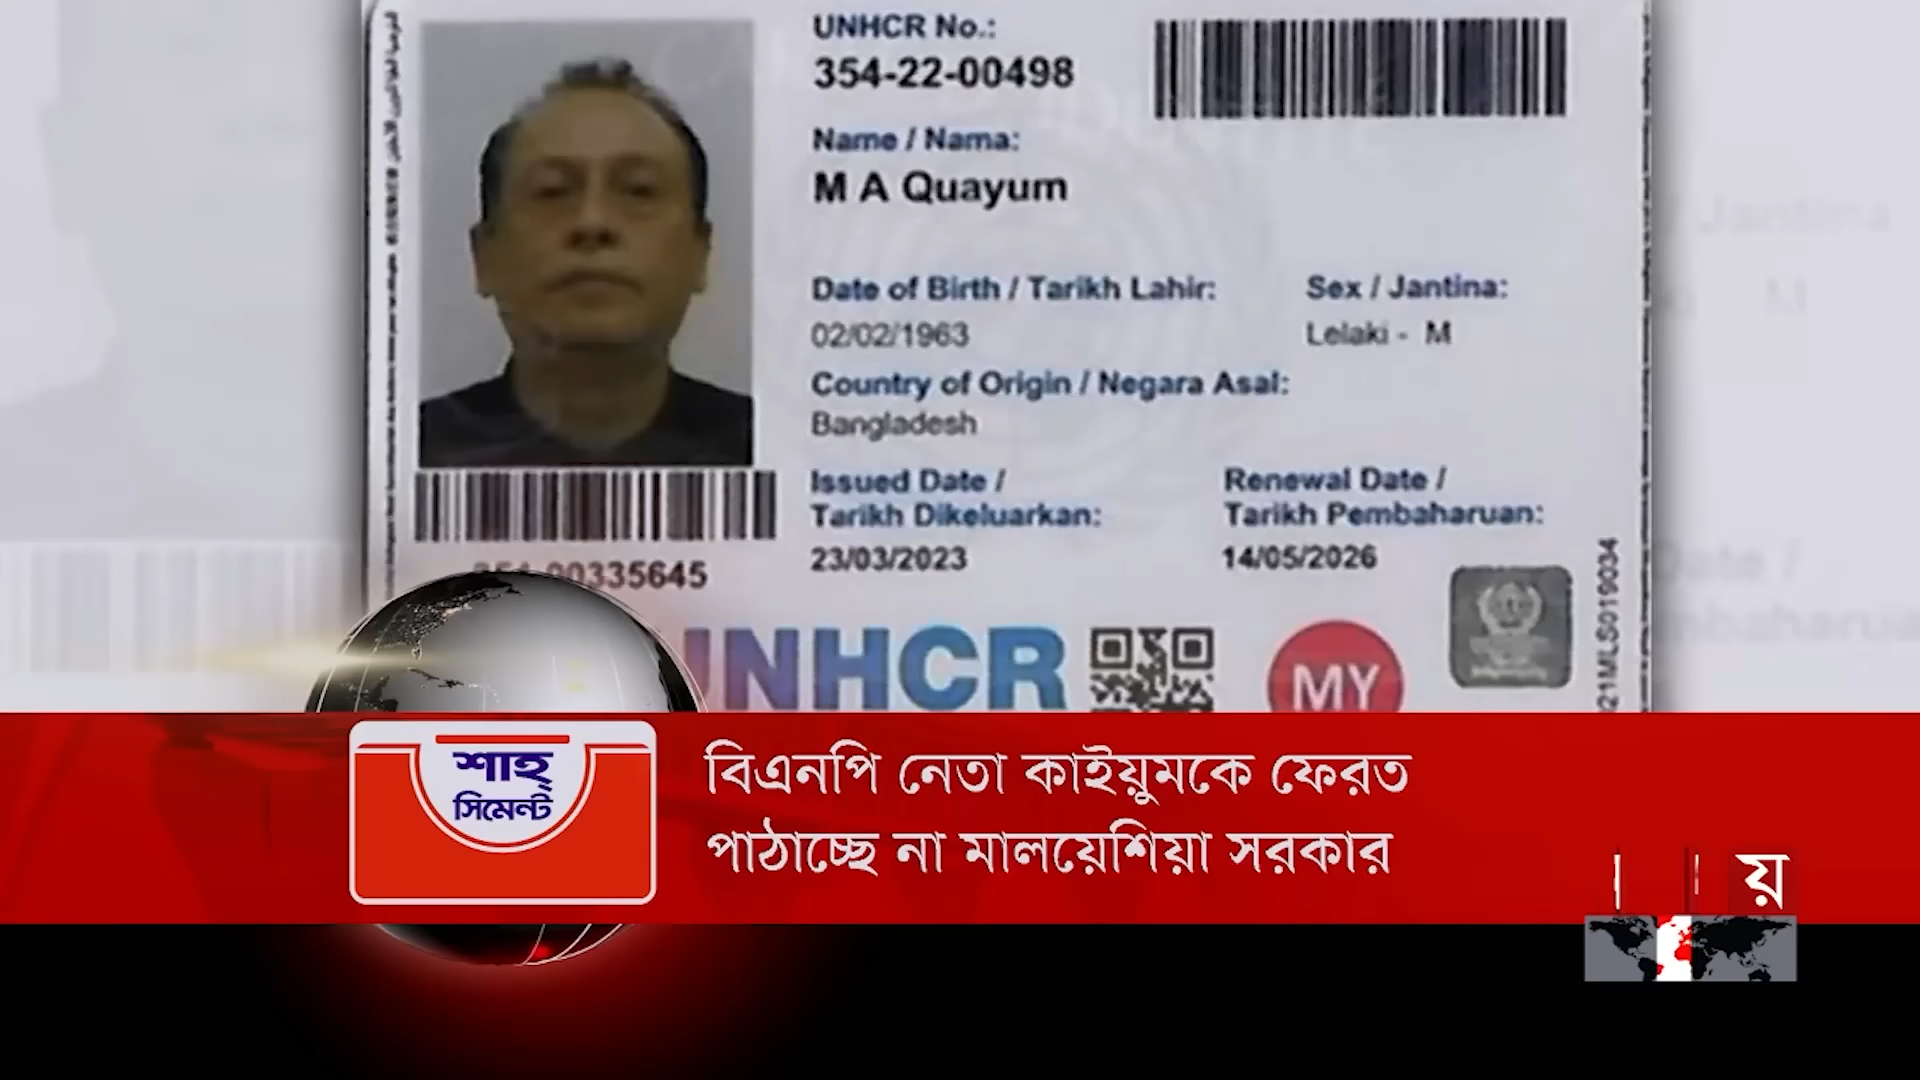 UNHCR No.:
354-22-00498
Name / Nama:
M A Quayum
Date of Birth / Tarikh Lahir:
Sex / Jantina:
02/02/1963
Lelaki - M
Country of Origin / Negara Asal:
Bangladesh
Issued Date /
Tarikh Dikeluarkan:
Renewal Date /
Tarikh Pembaharuan:
23/03/2023
14/05/2026
00335645
UNHCR
MY
21MLS019034
শাহ্
সিমেন্ট
বিএনপি নেতা কাইয়ুমকে ফেরত
পাঠাচ্ছে না মালয়েশিয়া সরকার
য়